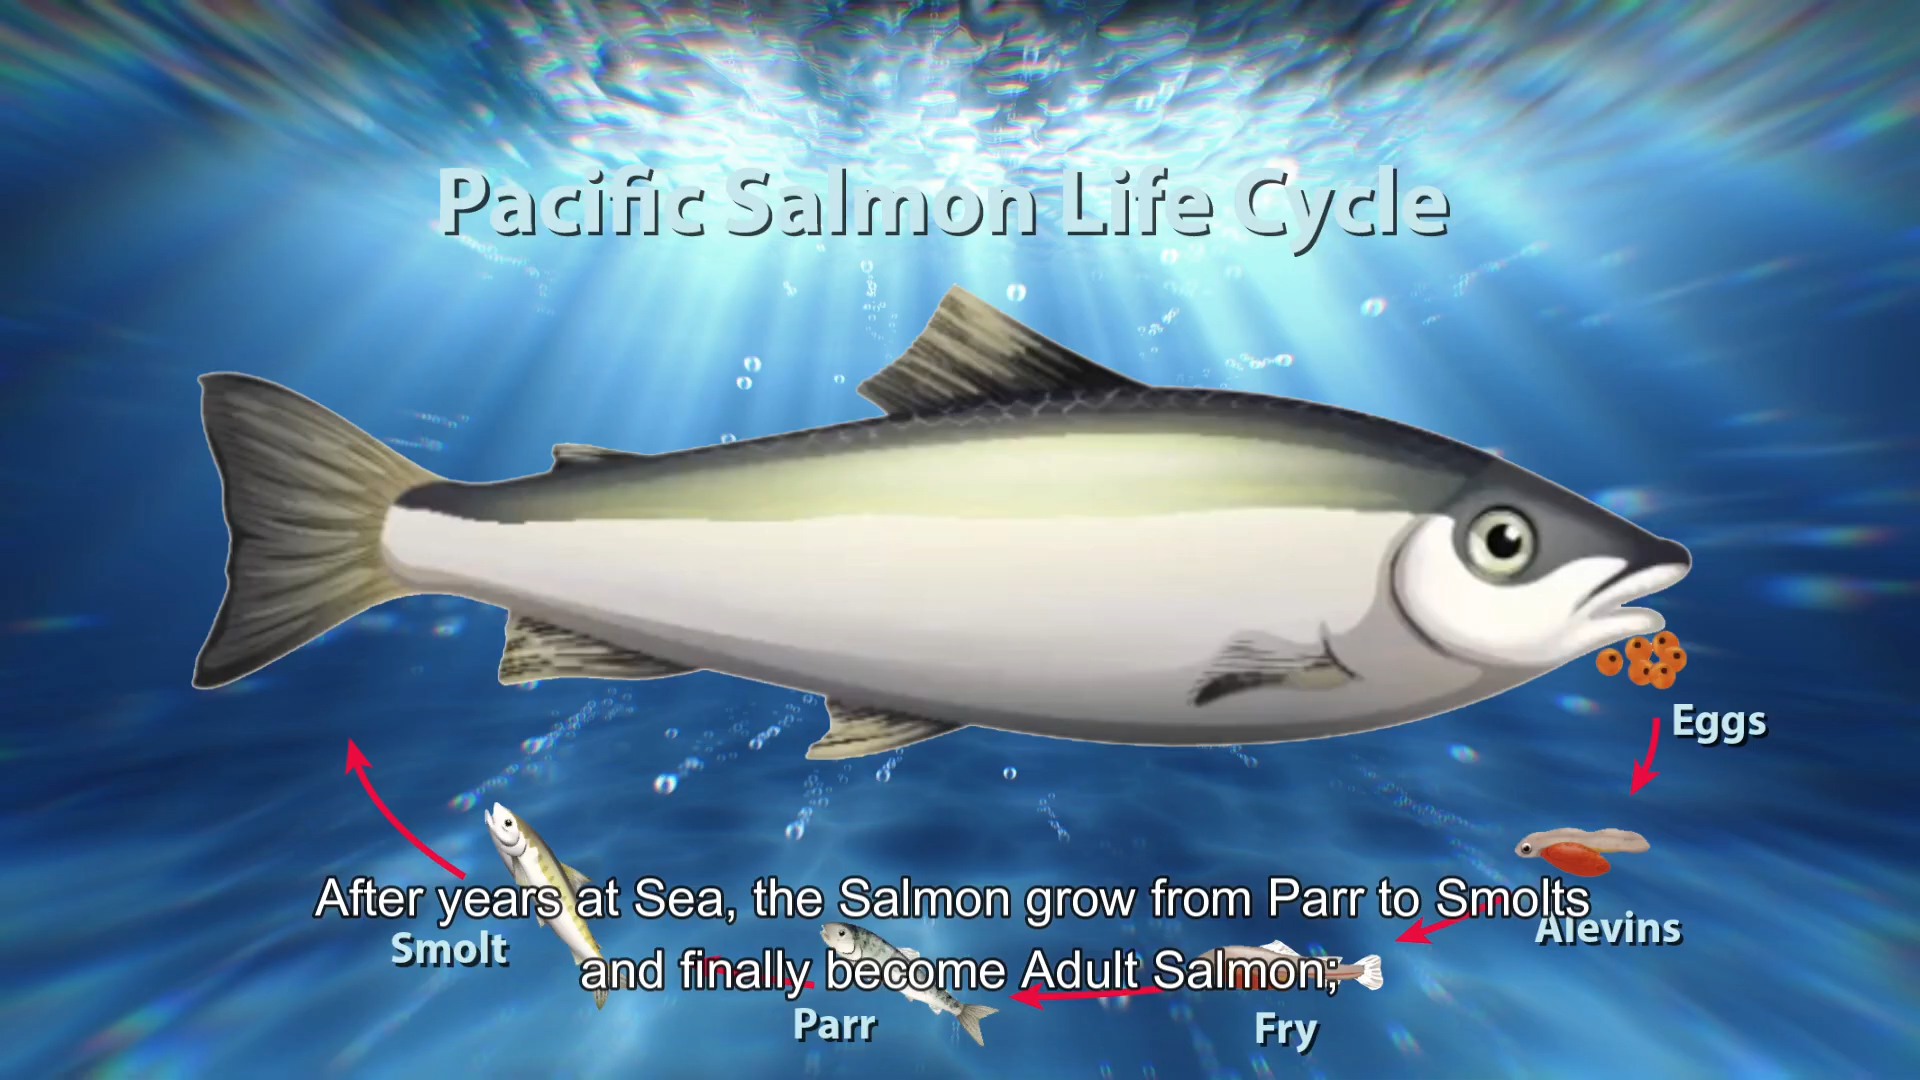 Pacific Salmon Life Cycle
Eggs
After years at Sea, the Salmon grow from Parr to Smolts
and finally become Adult Salmon;
Alevins
Smolt
Parr
Fry